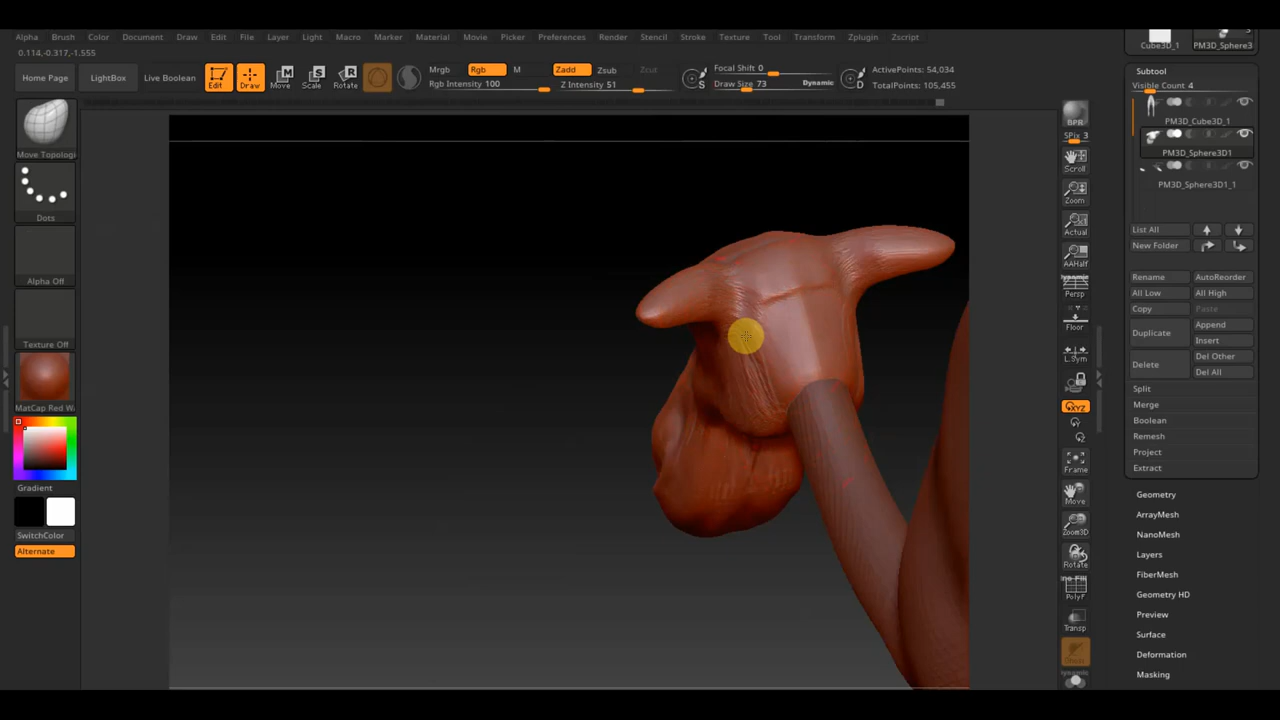 Alpha Brush Color Document Draw Edit File Layer Light Macro Marker Material Movie Picker Preferences Render Stencil Stroke Texture Tool Transform Zplugin Zscript
0.114,-0.317,-1.555
Home Page LightBox Live Boolean Edit Draw Move Scale Rotate
Mrgb Rgb M Zadd Zsub Zcut
Rgb Intensity 100 Z Intensity 51
Focal Shift 0
Draw Size 73 Dynamic
ActivePoints: 54,034
TotalPoints: 105,455
Move Topologi
Dots
Alpha Off
Texture Off
MatCap Red Wa
Gradient
SwitchColor
Alternate
BPR
SPix 3
Scroll
Zoom
Actual
AAHalf
Persp
Floor
L.Sym
XYZ
Frame
Move
Zoom3D
Rotate
PolyF
Transp
Cube3D_1 PM3D_Sphere3
Subtool
Visible Count 4
PM3D_Cube3D_1
PM3D_Sphere3D1
PM3D_Sphere3D1_1
List All
New Folder
Rename AutoReorder
All Low All High
Copy Paste
Duplicate Append
Insert
Delete Del Other
Del All
Split
Merge
Boolean
Remesh
Project
Extract
Geometry
ArrayMesh
NanoMesh
Layers
FiberMesh
Geometry HD
Preview
Surface
Deformation
Masking